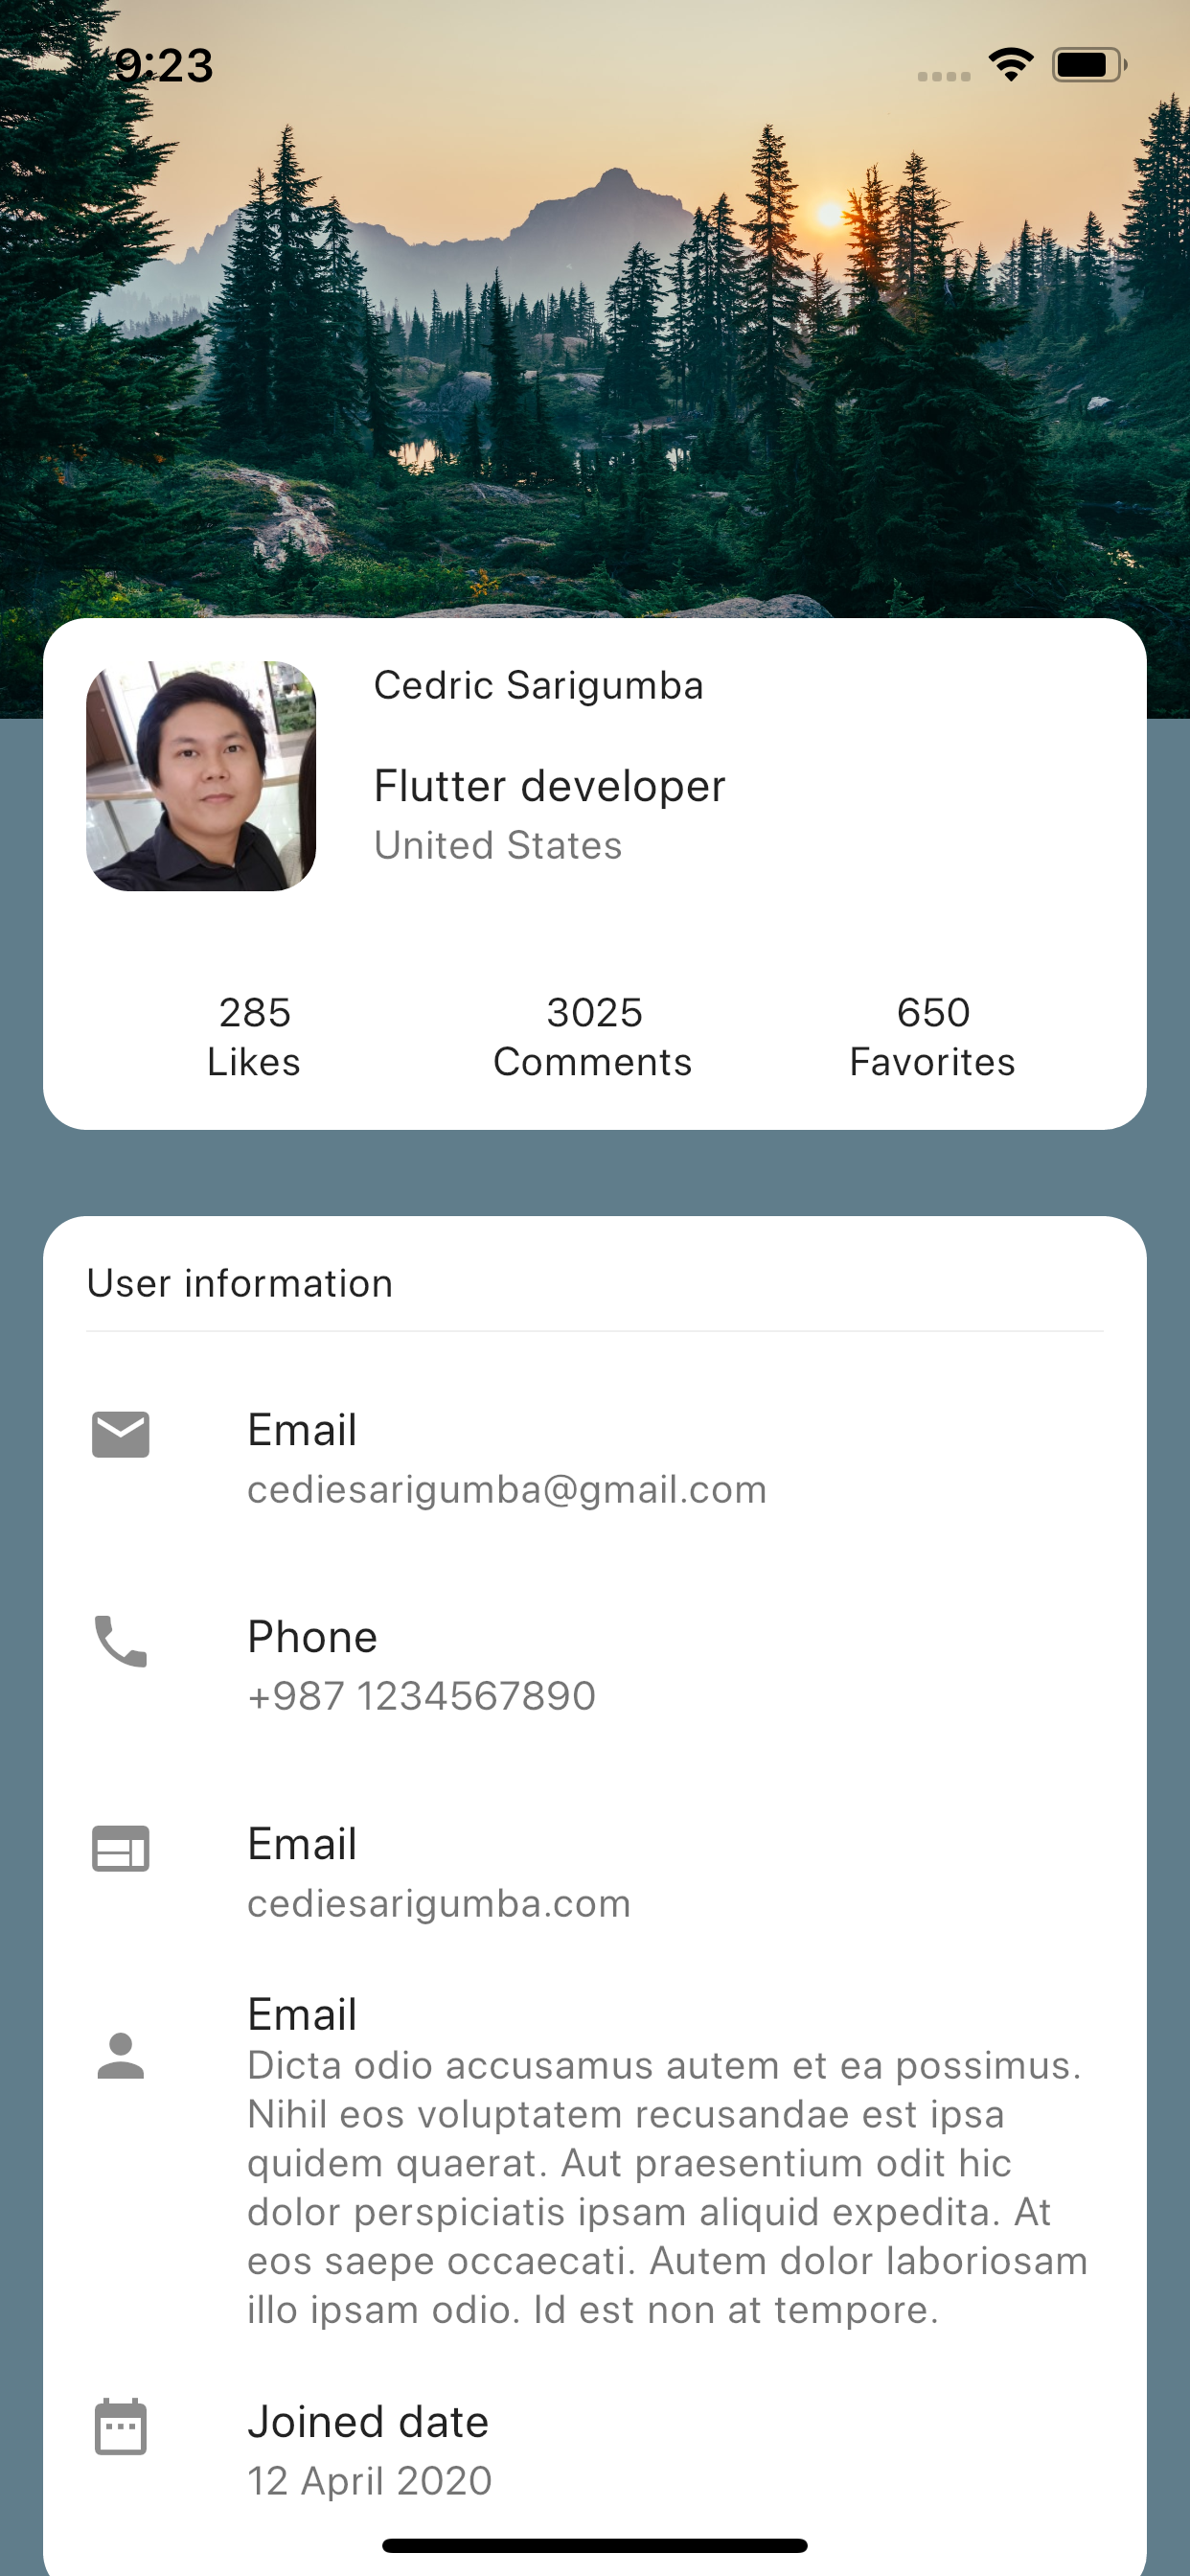 9:23
Cedric Sarigumba
Flutter developer
United States
285
Likes
3025
Comments
650
Favorites
User information
Email
cediesarigumba@gmail.com
Phone
+987 1234567890
Email
cediesarigumba.com
Email
Dicta odio accusamus autem et ea possimus.
Nihil eos voluptatem recusandae est ipsa
quidem quaerat. Aut praesentium odit hic
dolor perspiciatis ipsam aliquid expedita. At
eos saepe occaecati. Autem dolor laboriosam
illo ipsam odio. Id est non at tempore.
Joined date
12 April 2020